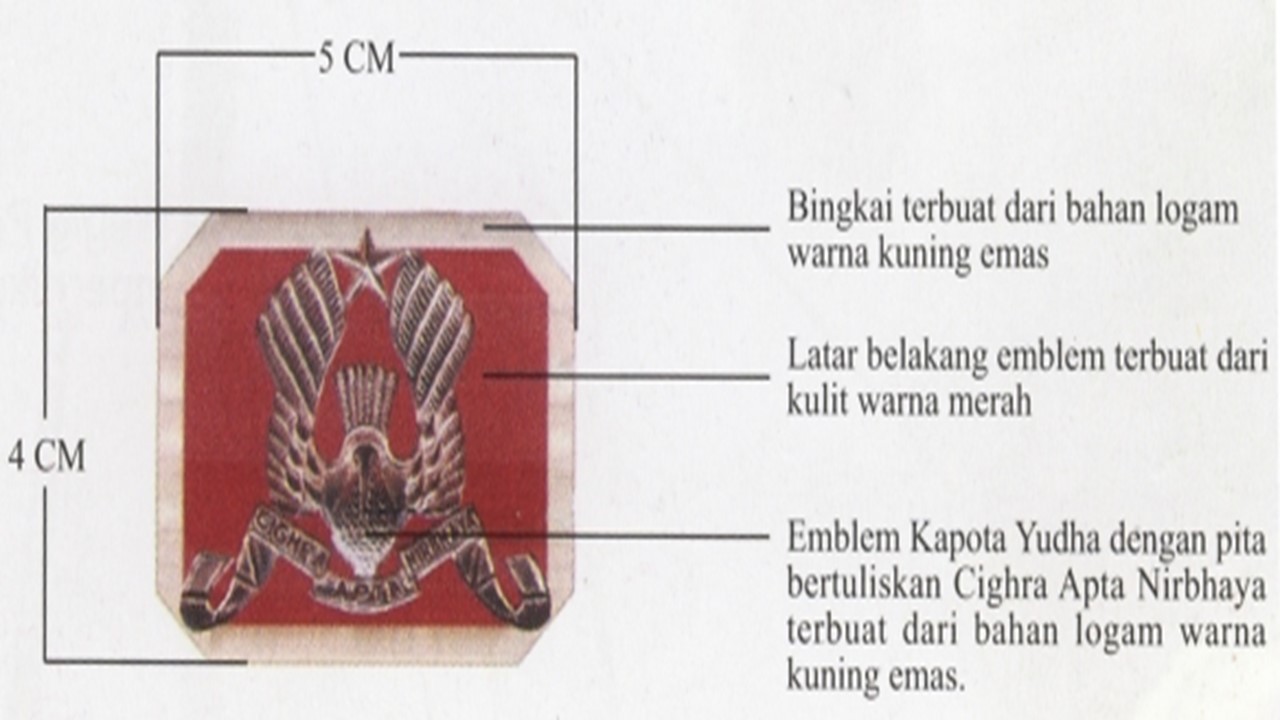 5 CM
Bingkai terbuat dari bahan logam
warna kuning emas
Latar belakang emblem terbuat dari
kulit warna merah
4 CM
Emblem Kapota Yudha dengan pita
bertuliskan Cighra Apta Nirbhaya
terbuat dari bahan logam warna
kuning emas.
CIGHRA
APTA
NIRBHAYA